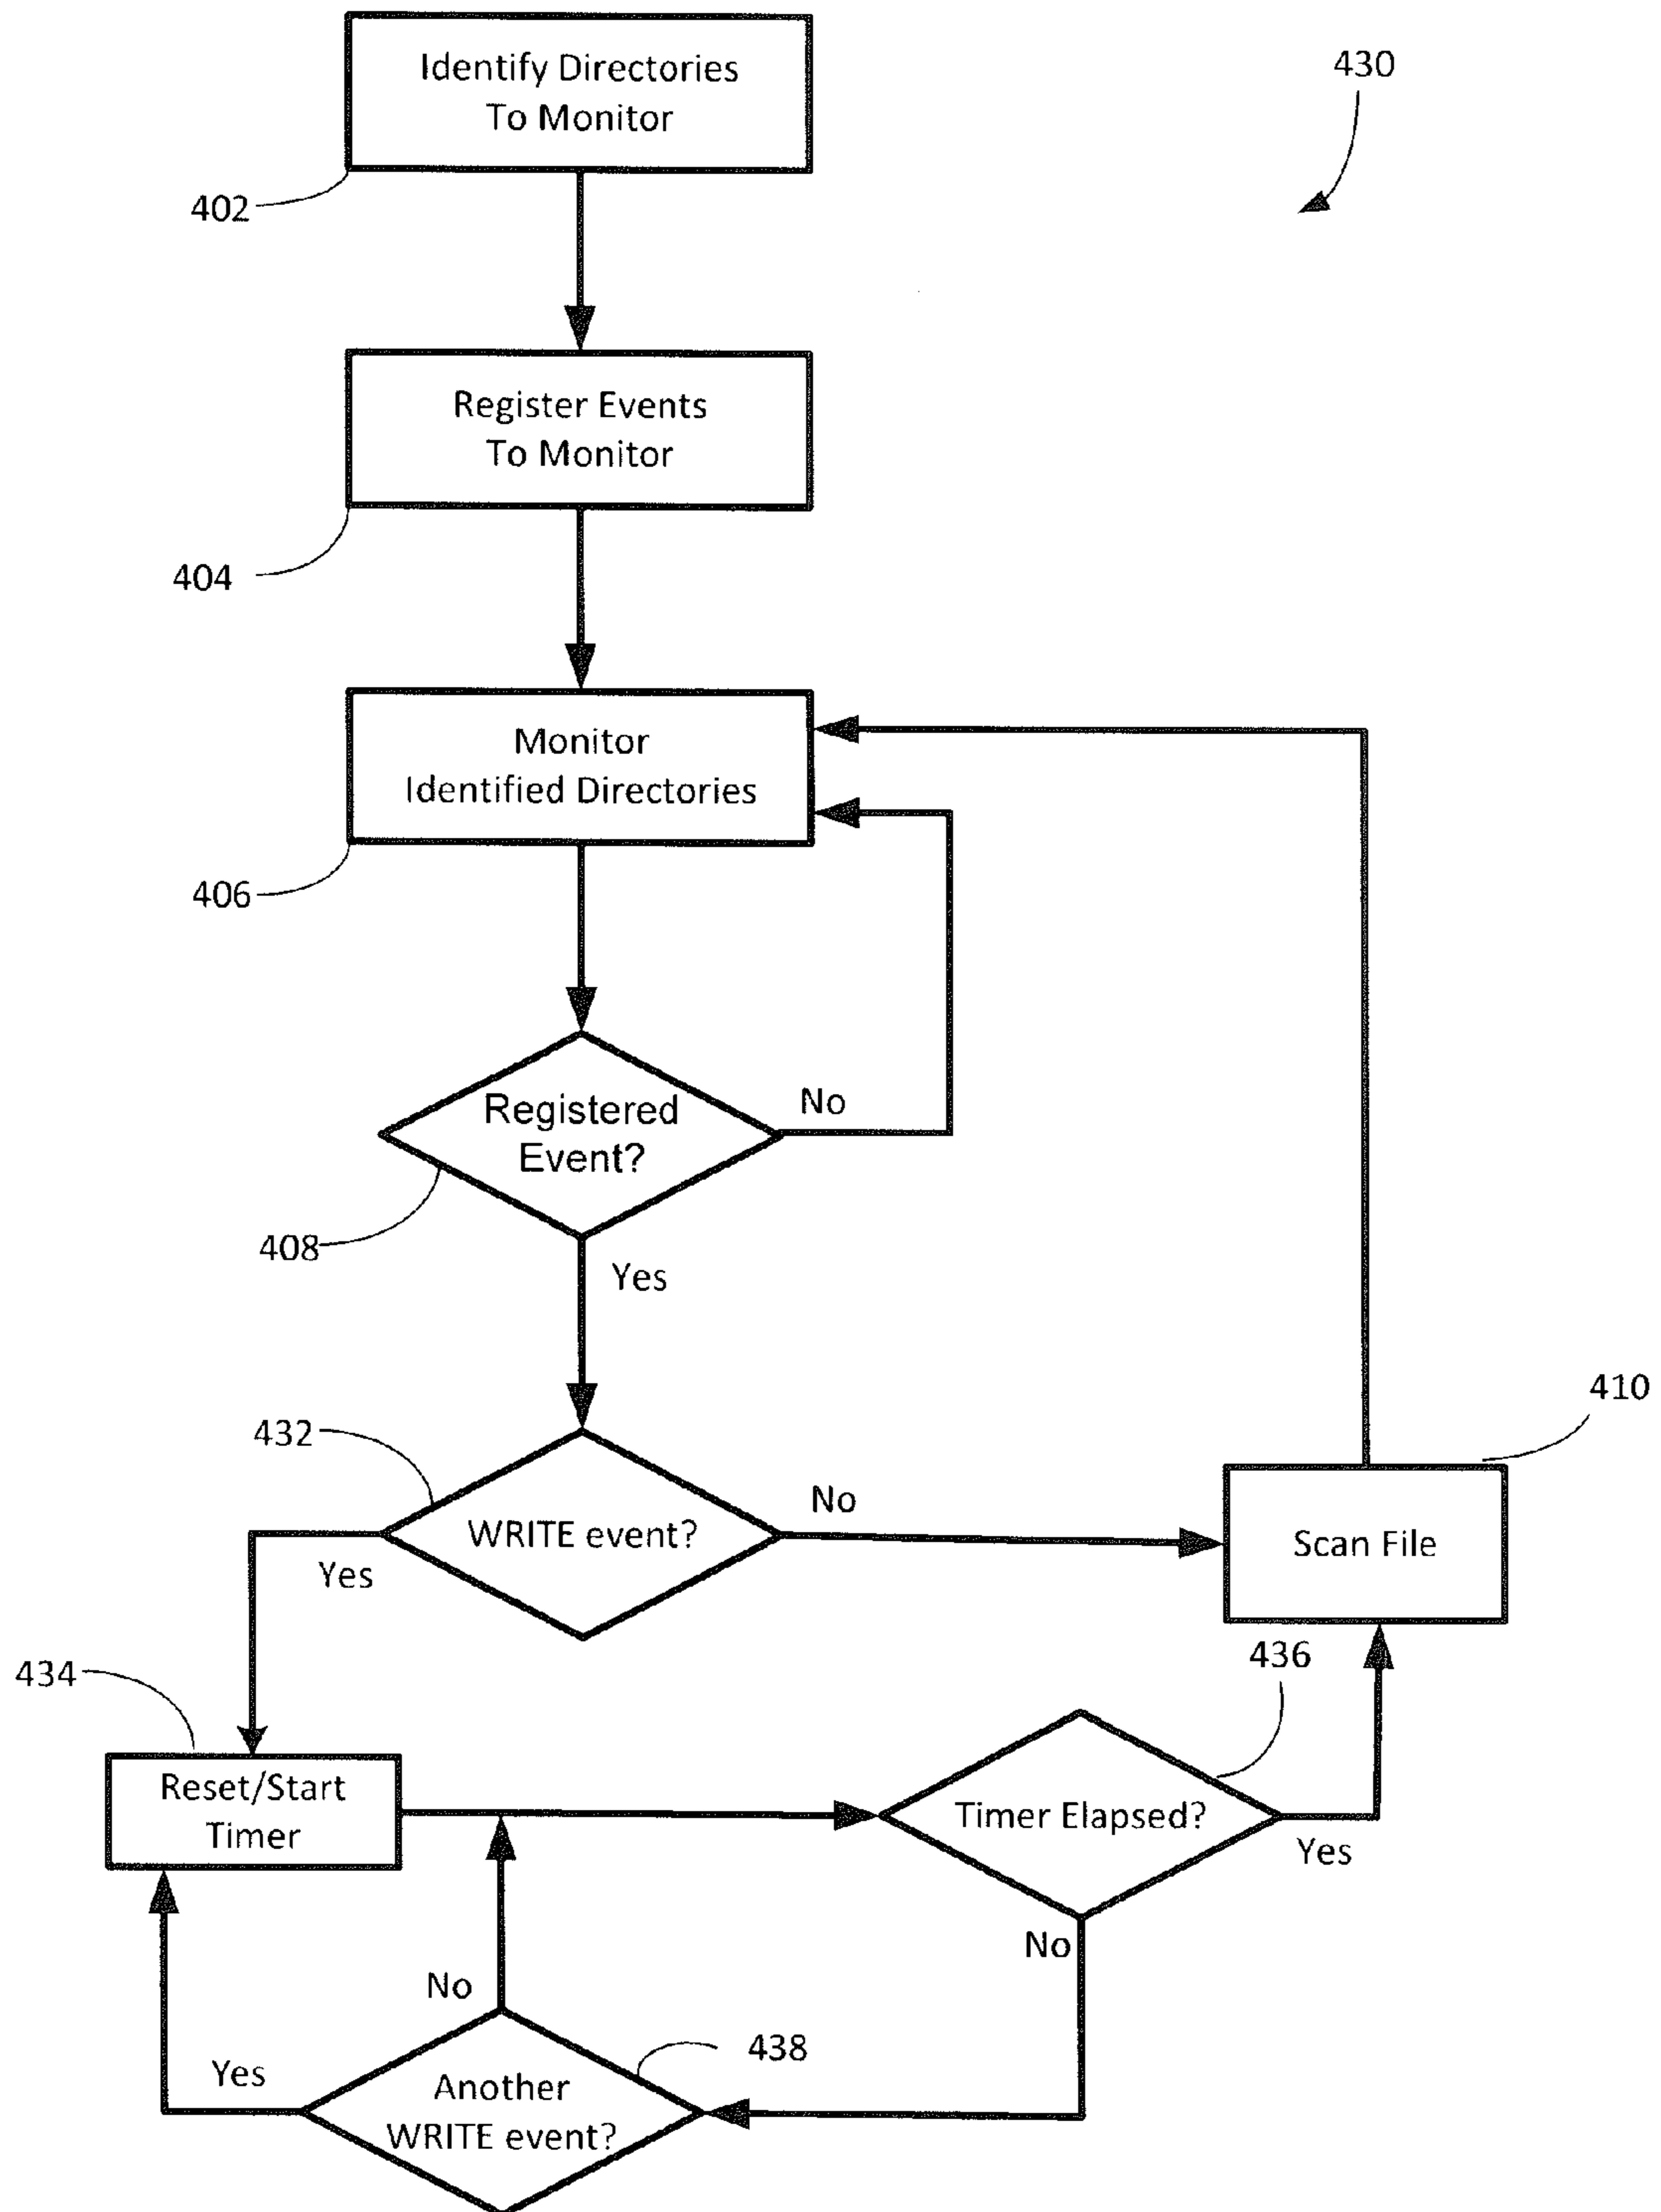 Identify Directories
To Monitor
430
402
Register Events
To Monitor
404
Monitor
Identified Directories
406
Registered
Event?
No
408
Yes
410
432
WRITE event?
No
Yes
Scan File
434
436
Reset/Start
Timer
Timer Elapsed?
Yes
No
No
438
Yes
Another
WRITE event?